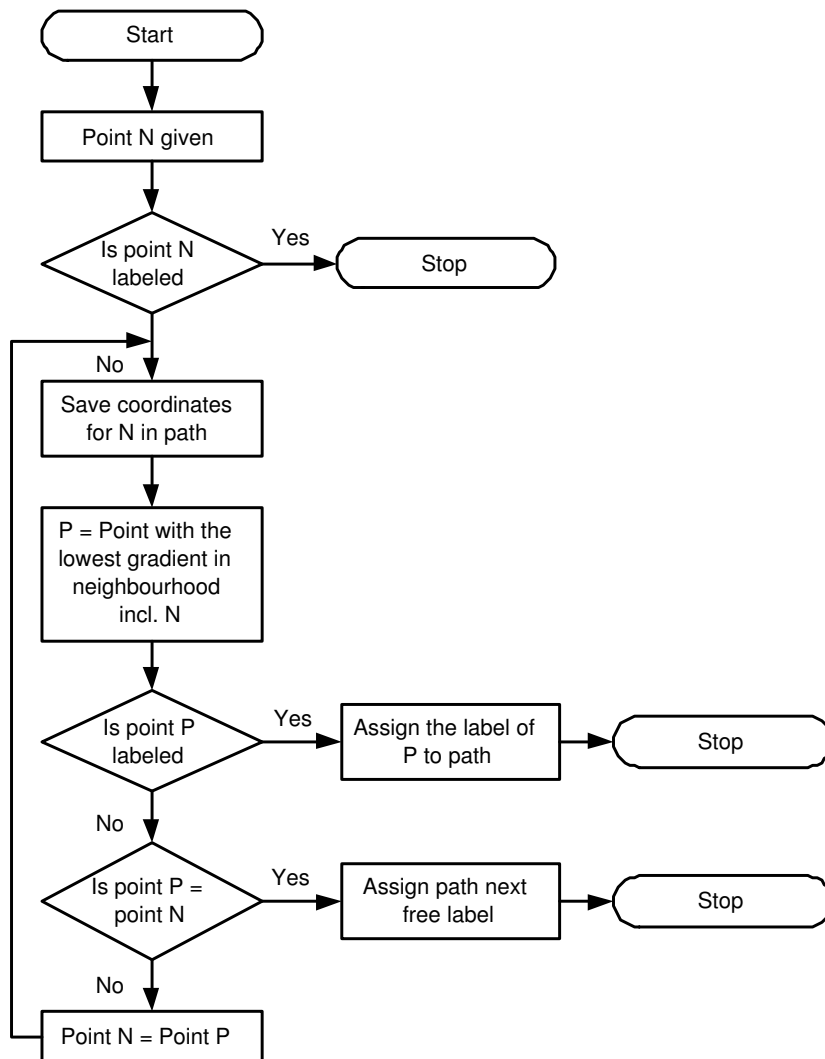 Start
Point N given
Is point N
labeled
Yes
Stop
No
Save coordinates
for N in path
P = Point with the
lowest gradient in
neighbourhood
incl. N
Is point P
labeled
Yes
Assign the label of
P to path
Stop
No
Is point P =
point N
Yes
Assign path next
free label
Stop
No
Point N = Point P